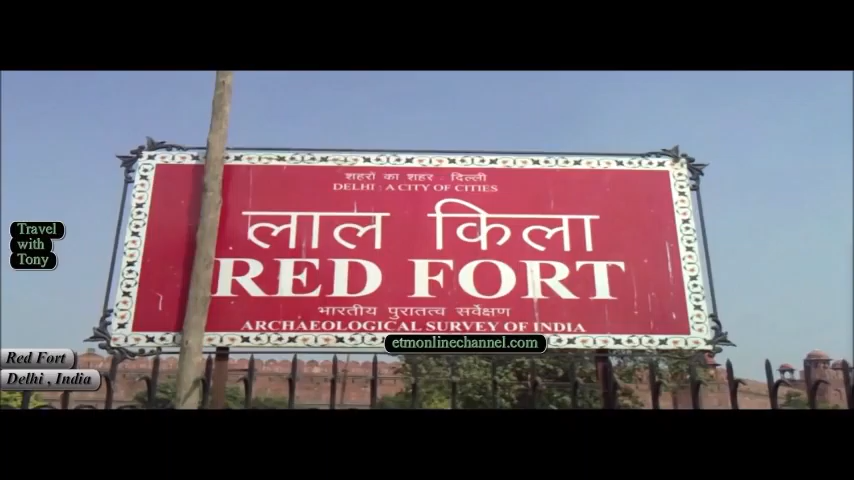 शहरों का शहर : दिल्ली
DELHI : A CITY OF CITIES
लाल किला
RED FORT
भारतीय पुरातत्व सर्वेक्षण
ARCHAEOLOGICAL SURVEY OF INDIA
Travel
with
Tony
etmonlinechannel.com
Red Fort
Delhi , India